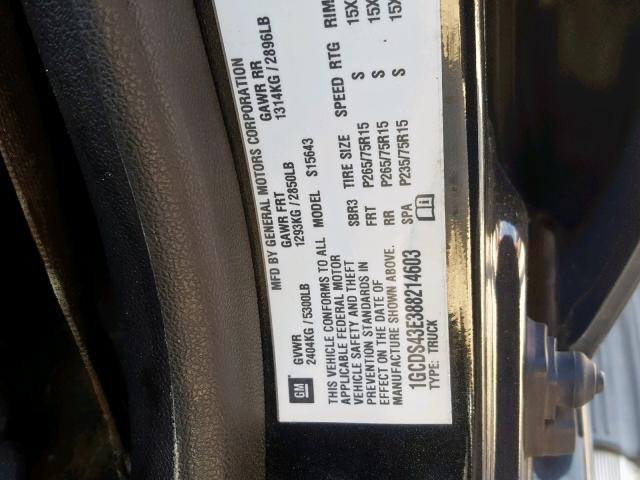 MFD BY GENERAL MOTORS CORPORATION
GVWR GAWR FRT GAWR RR
2404KG / 5300LB 1293KG / 2850LB 1314KG / 2896LB
GM
THIS VEHICLE CONFORMS TO ALL MODEL S15643
APPLICABLE FEDERAL MOTOR
VEHICLE SAFETY AND THEFT
PREVENTION STANDARDS IN
EFFECT ON THE DATE OF
MANUFACTURE SHOWN ABOVE.
SBR3 TIRE SIZE SPEED RTG RIM
FRT P265/75R15 S 15X
RR P265/75R15 S 15X
SPA P235/75R15 S 15X
1GCDS43E388214603
TYPE: TRUCK